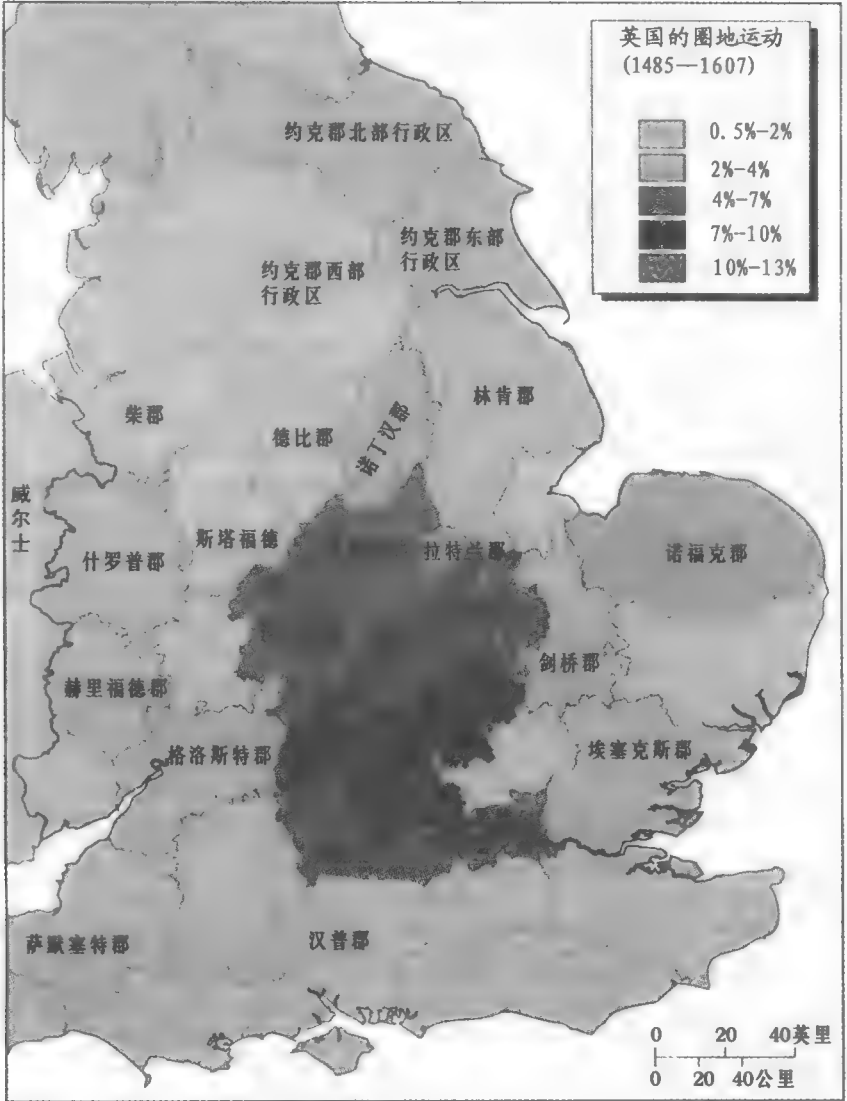 英国的圈地运动
(1485—1607)
0.5%-2%
2%-4%
4%-7%
7%-10%
10%-13%
约克郡北部行政区
约克郡东部
行政区
约克郡西部
行政区
柴郡
德比郡
诺丁汉郡
林肯郡
威尔士
什罗普郡
斯塔福德
拉特兰郡
诺福克郡
赫里福德郡
剑桥郡
格洛斯特郡
埃塞克斯郡
萨默塞特郡
汉普郡
0 20 40英里
0 20 40公里